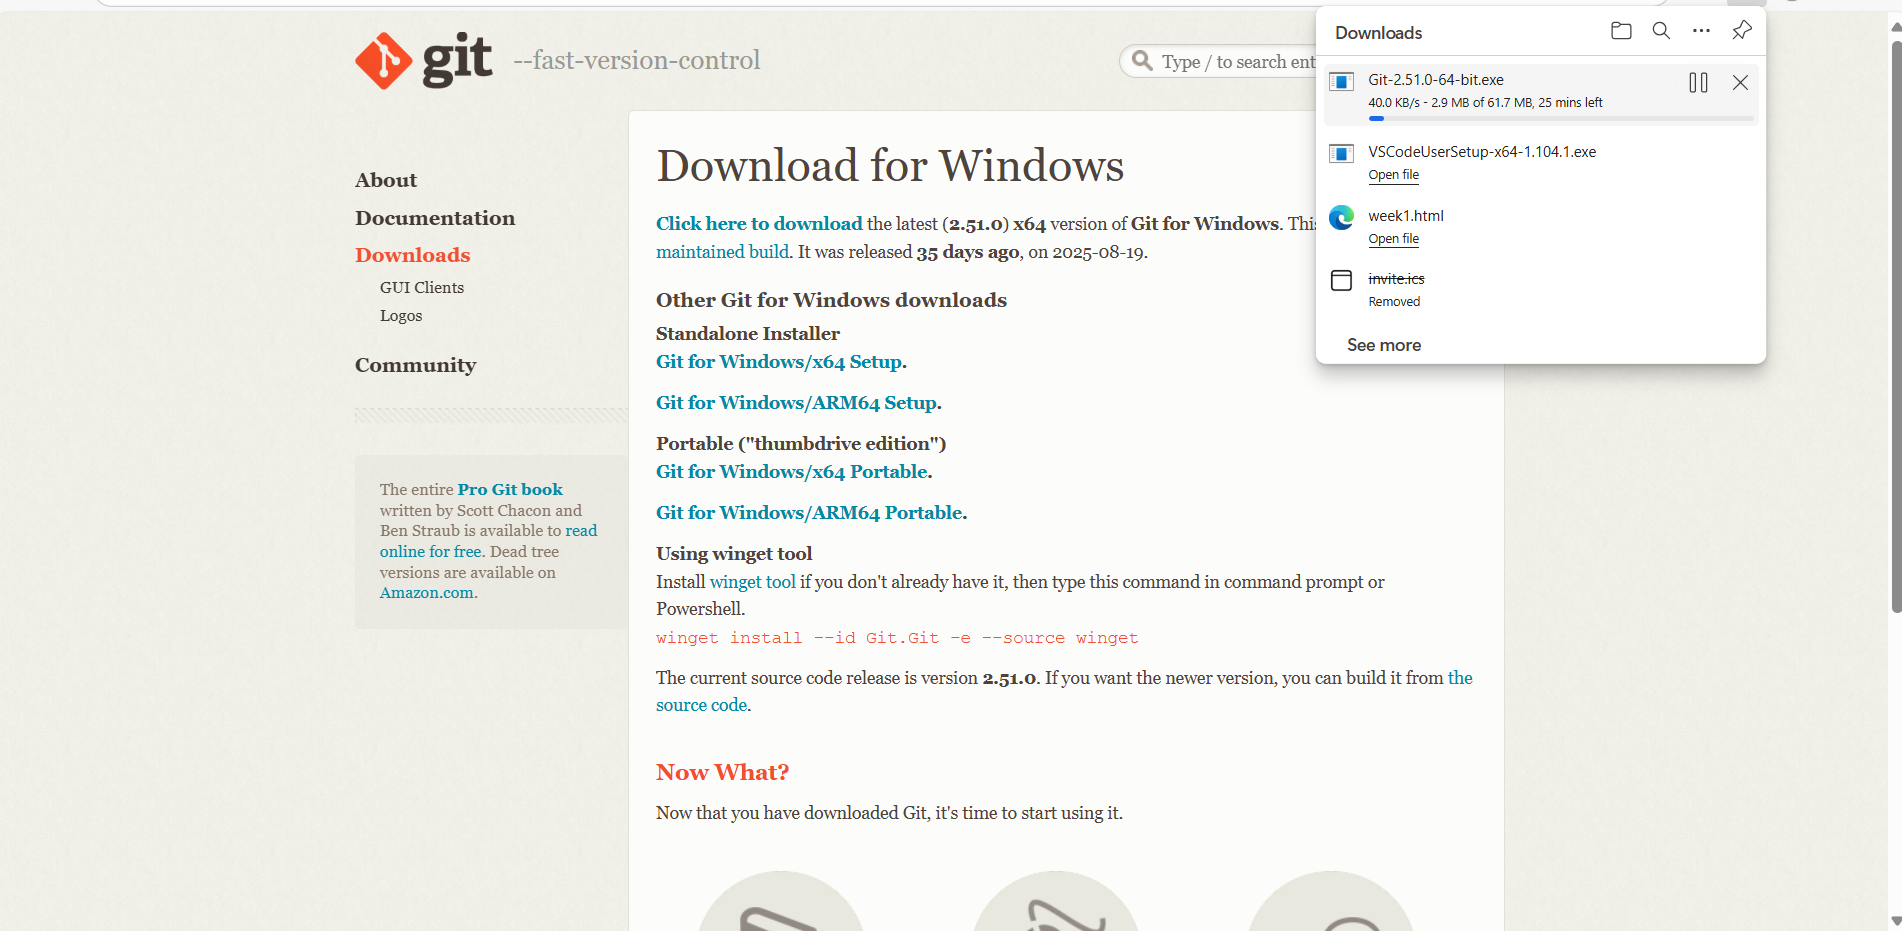 git --fast-version-control
Type / to search ent
About
Documentation
Downloads
GUI Clients
Logos
Community
The entire Pro Git book
written by Scott Chacon and
Ben Straub is available to read
online for free. Dead tree
versions are available on
Amazon.com.
Download for Windows
Click here to download the latest (2.51.0) x64 version of Git for Windows. This
maintained build. It was released 35 days ago, on 2025-08-19.
Other Git for Windows downloads
Standalone Installer
Git for Windows/x64 Setup.
Git for Windows/ARM64 Setup.
Portable ("thumbdrive edition")
Git for Windows/x64 Portable.
Git for Windows/ARM64 Portable.
Using winget tool
Install winget tool if you don't already have it, then type this command in command prompt or
Powershell.
winget install --id Git.Git -e --source winget
The current source code release is version 2.51.0. If you want the newer version, you can build it from the
source code.
Now What?
Now that you have downloaded Git, it's time to start using it.
Downloads
Git-2.51.0-64-bit.exe
40.0 KB/s - 2.9 MB of 61.7 MB, 25 mins left
VSCodeUserSetup-x64-1.104.1.exe
Open file
week1.html
Open file
invite.ics
Removed
See more